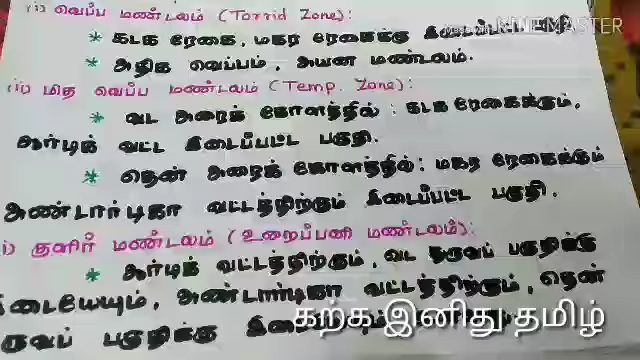 (i) வெப்ப மண்டலம் (Torrid Zone):
* கடக ரேகை, மகர ரேகைக்கு
KINEMASTER
* அதிக வெப்பம், அயன மண்டலம்.
(ii) மித வெப்ப மண்டலம் (Temp. Zone):
* வட அரைக் கோளத்தில் : கடக ரேகைக்கும்,
ஆர்டிக் வட்ட இடைப்பட்ட பகுதி.
* தென் அரைக் கோளத்தில் : மகர ரேகைக்கும்
அண்டார்டிகா வட்டத்திற்கும் இடைப்பட்ட பகுதி.
i) குளிர் மண்டலம் (உறைப்பனி மண்டலம்):
* ஆர்டிக் வட்டத்திற்கும், வட துருவப் பகுதிக்கு
டையேயும், அண்டார்டிகா வட்டத்திற்கும், தென்
ருவப் பகுதிக்கு
கற்க இனிது தமிழ்